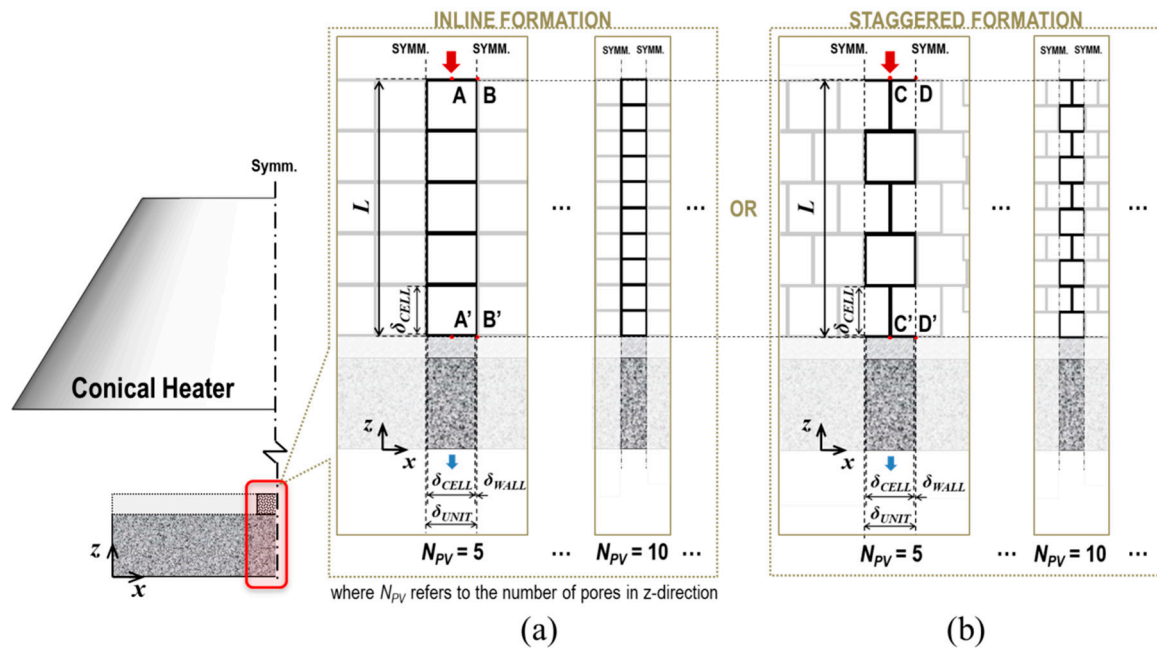 INLINE FORMATION
STAGGERED FORMATION
SYMM. SYMM.
SYMM. SYMM.
SYMM. SYMM.
SYMM. SYMM.
A B
C D
Symm.
L
...
...
OR
L
...
...
δCELL
A' B'
δCELL
C' D'
Conical Heater
z
x
z
x
z
x
δCELL δWALL
δUNIT
δCELL δWALL
δUNIT
NPV = 5 ... NPV = 10 ...
NPV = 5 ... NPV = 10 ...
where NPV refers to the number of pores in z-direction
(a)
(b)